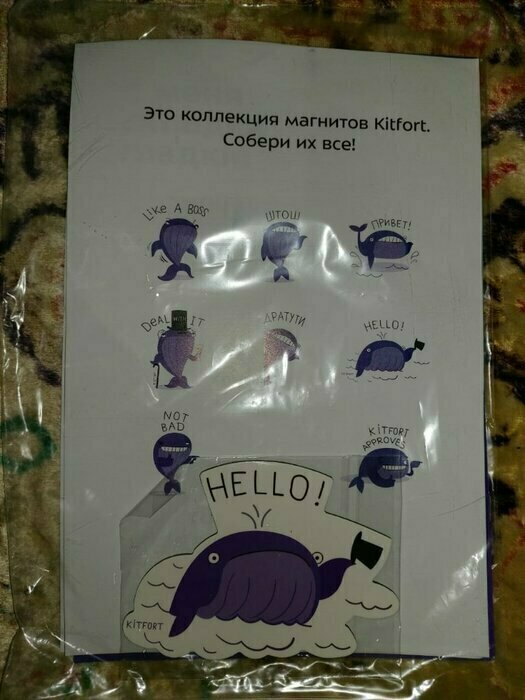 Это коллекция магнитов Kitfort.
Собери их все!
LIKE A BOSS
ШТОШ
ПРИВЕТ!
DEAL WITH IT
ДРАТУТИ
HELLO!
NOT
BAD
KITFORT
APPROVES
HELLO!
KITFORT